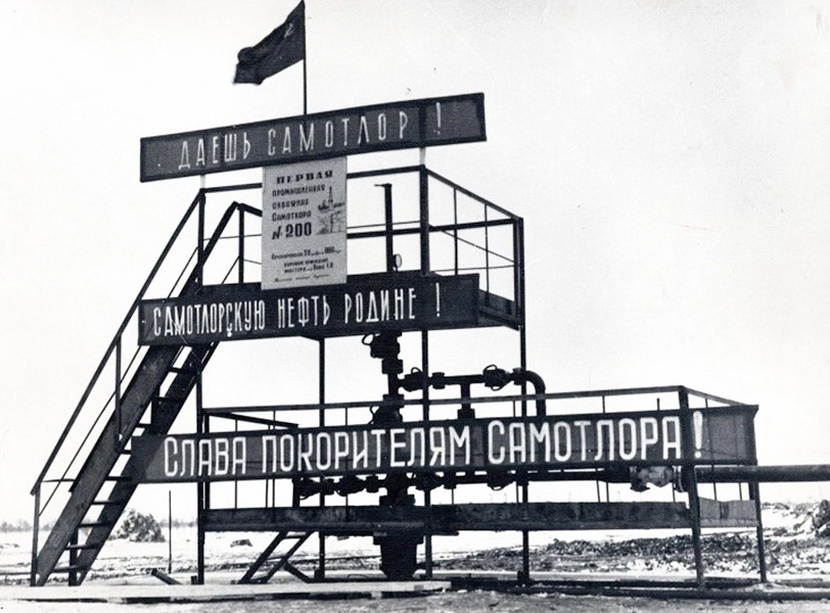 ДАЕШЬ САМОТЛОР!
ПЕРВАЯ
ПРОМЫШЛЕННАЯ
СКВАЖИНА
САМОТЛОРА
№ 200
САМОТЛОРСКУЮ НЕФТЬ РОДИНЕ!
СЛАВА ПОКОРИТЕЛЯМ САМОТЛОРА!